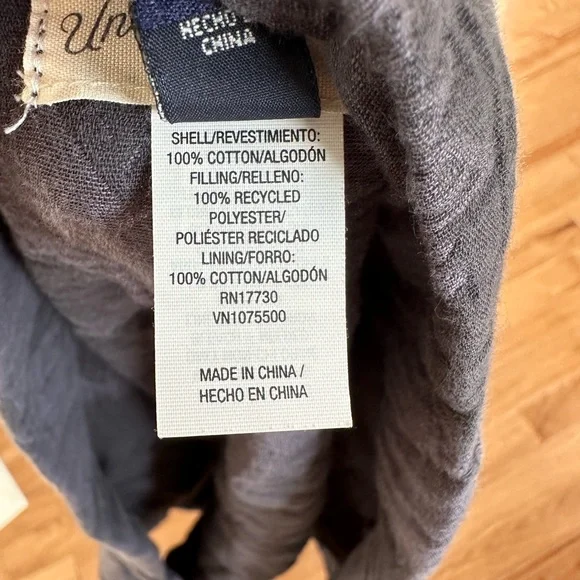 HECHO
CHINA
SHELL/REVESTIMIENTO:
100% COTTON/ALGODÓN
FILLING/RELLENO:
100% RECYCLED
POLYESTER/
POLIÉSTER RECICLADO
LINING/FORRO:
100% COTTON/ALGODÓN
RN17730
VN1075500
MADE IN CHINA /
HECHO EN CHINA